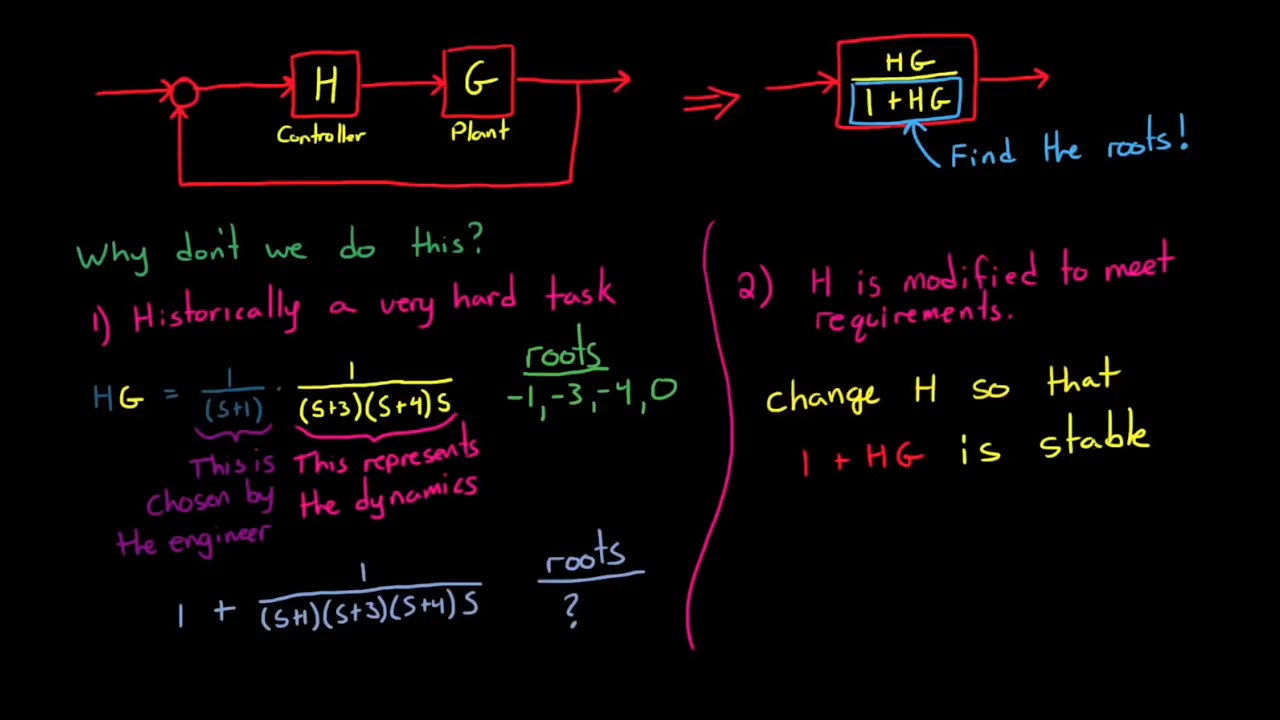 H
G
Controller
Plant
⇒
HG
1 + HG
Find the roots!
Why don't we do this?
1) Historically a very hard task
HG = 1/(S+1) · 1/(S+3)(S+4)S
roots
-1, -3, -4, 0
This is
chosen by
the engineer
This represents
the dynamics
1 + 1/(S+1)(S+3)(S+4)S
roots
?
2) H is modified to meet
requirements.
change H so that
1 + HG is stable